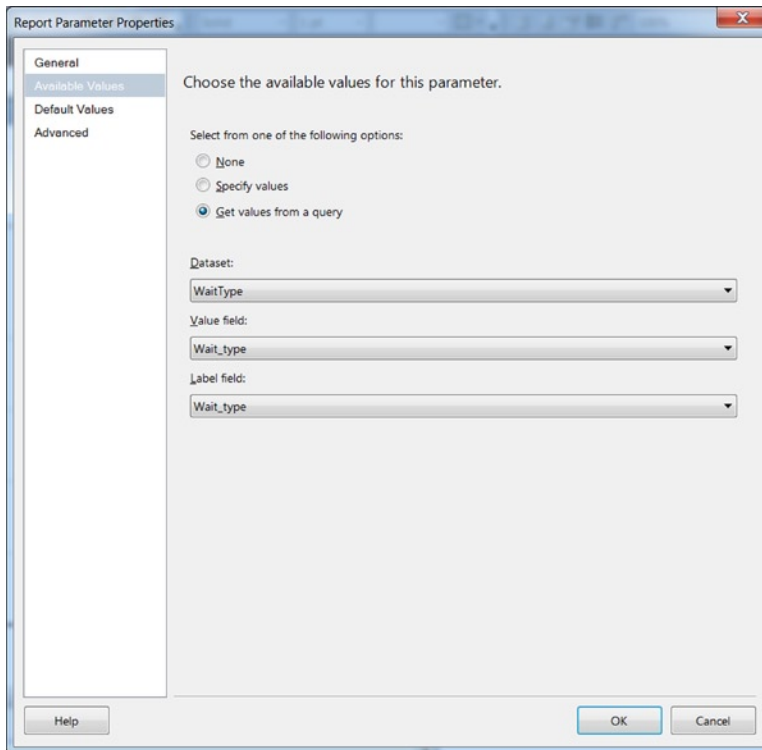 Report Parameter Properties
General
Available Values
Default Values
Advanced
Choose the available values for this parameter.
Select from one of the following options:
None
Specify values
Get values from a query
Dataset:
WaitType
Value field:
Wait_type
Label field:
Wait_type
Help
OK
Cancel